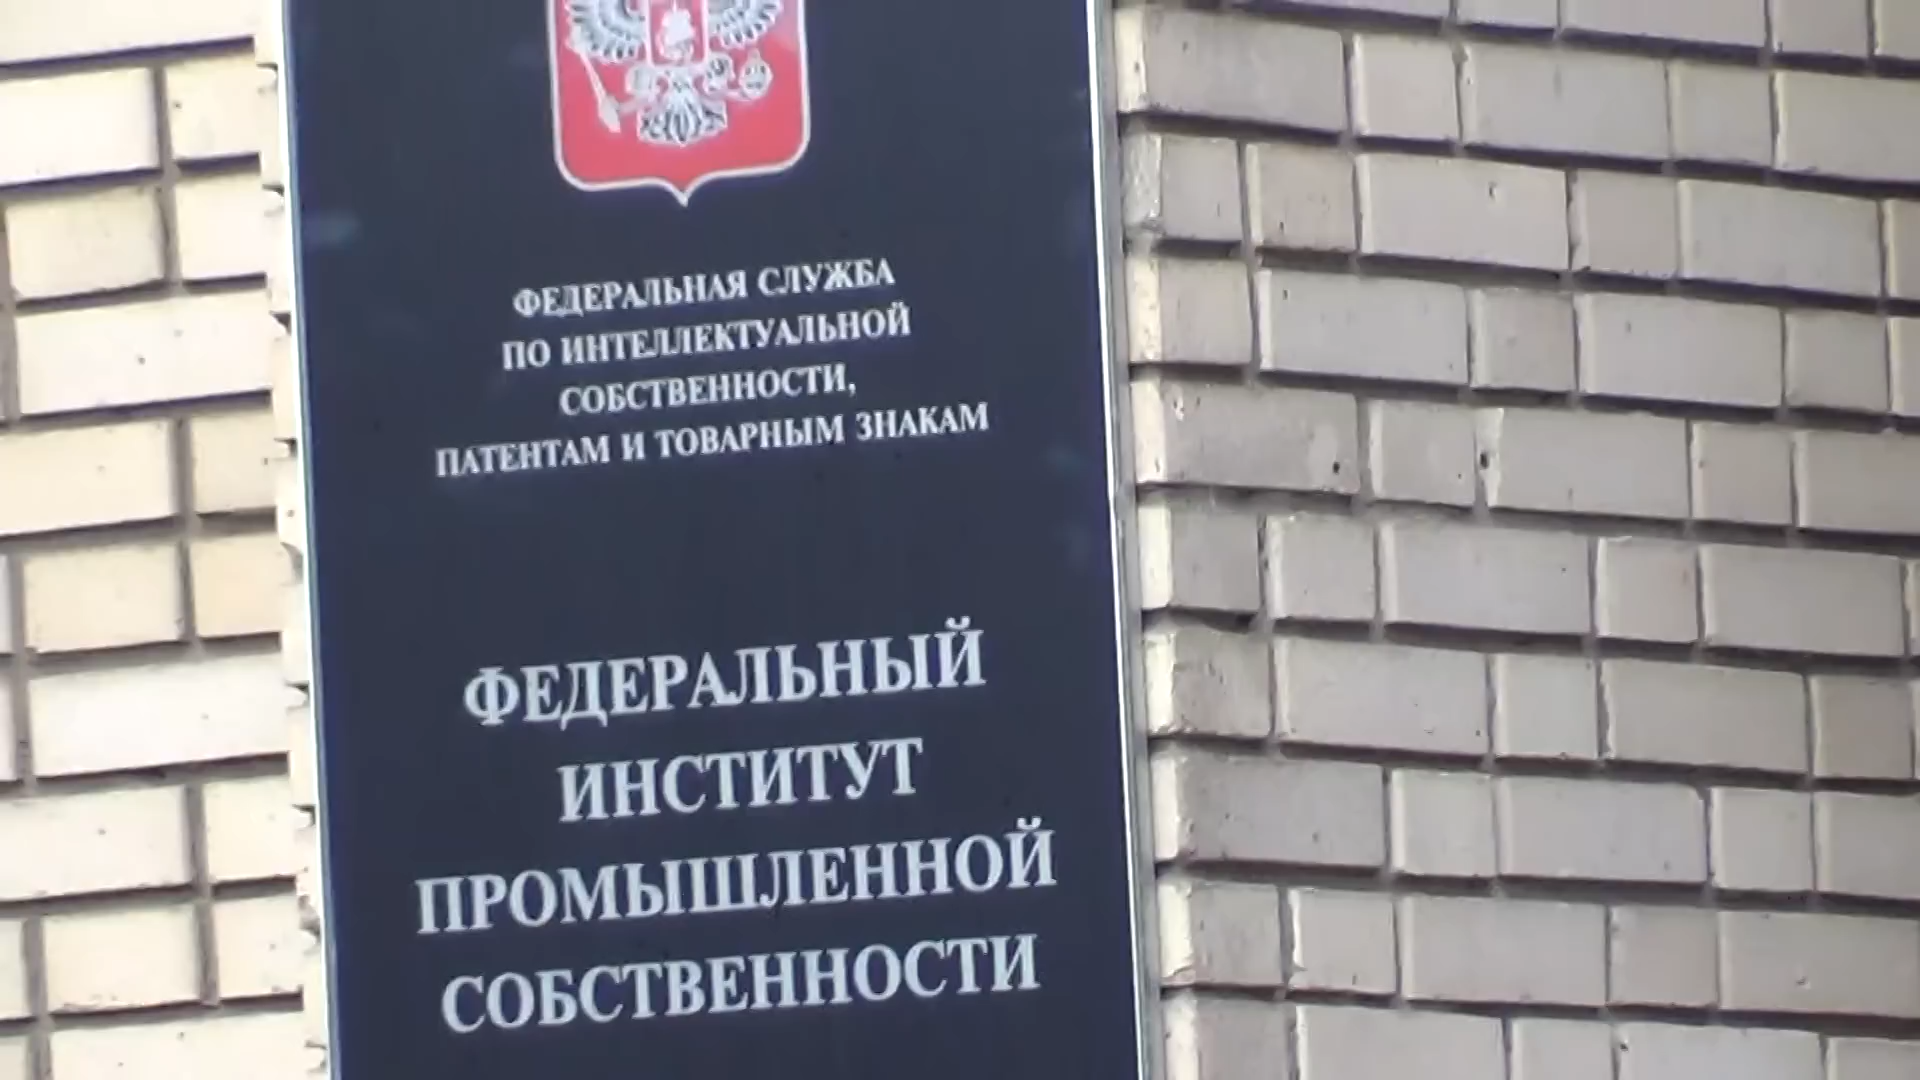 ФЕДЕРАЛЬНАЯ СЛУЖБА
ПО ИНТЕЛЛЕКТУАЛЬНОЙ
СОБСТВЕННОСТИ,
ПАТЕНТАМ И ТОВАРНЫМ ЗНАКАМ
ФЕДЕРАЛЬНЫЙ
ИНСТИТУТ
ПРОМЫШЛЕННОЙ
СОБСТВЕННОСТИ